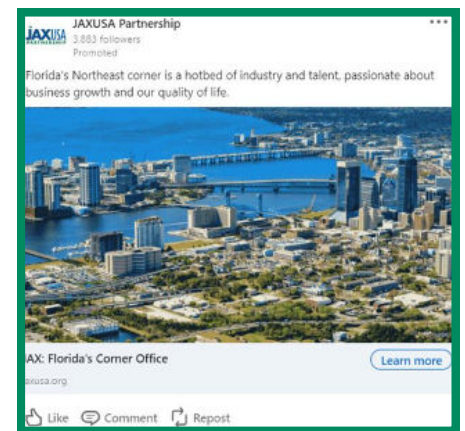 JAXUSA
PARTNERSHIP
JAXUSA Partnership
3,883 followers
Promoted
Florida's Northeast corner is a hotbed of industry and talent, passionate about
business growth and our quality of life.
JAX: Florida's Corner Office
Learn more
jaxusa.org
Like Comment Repost